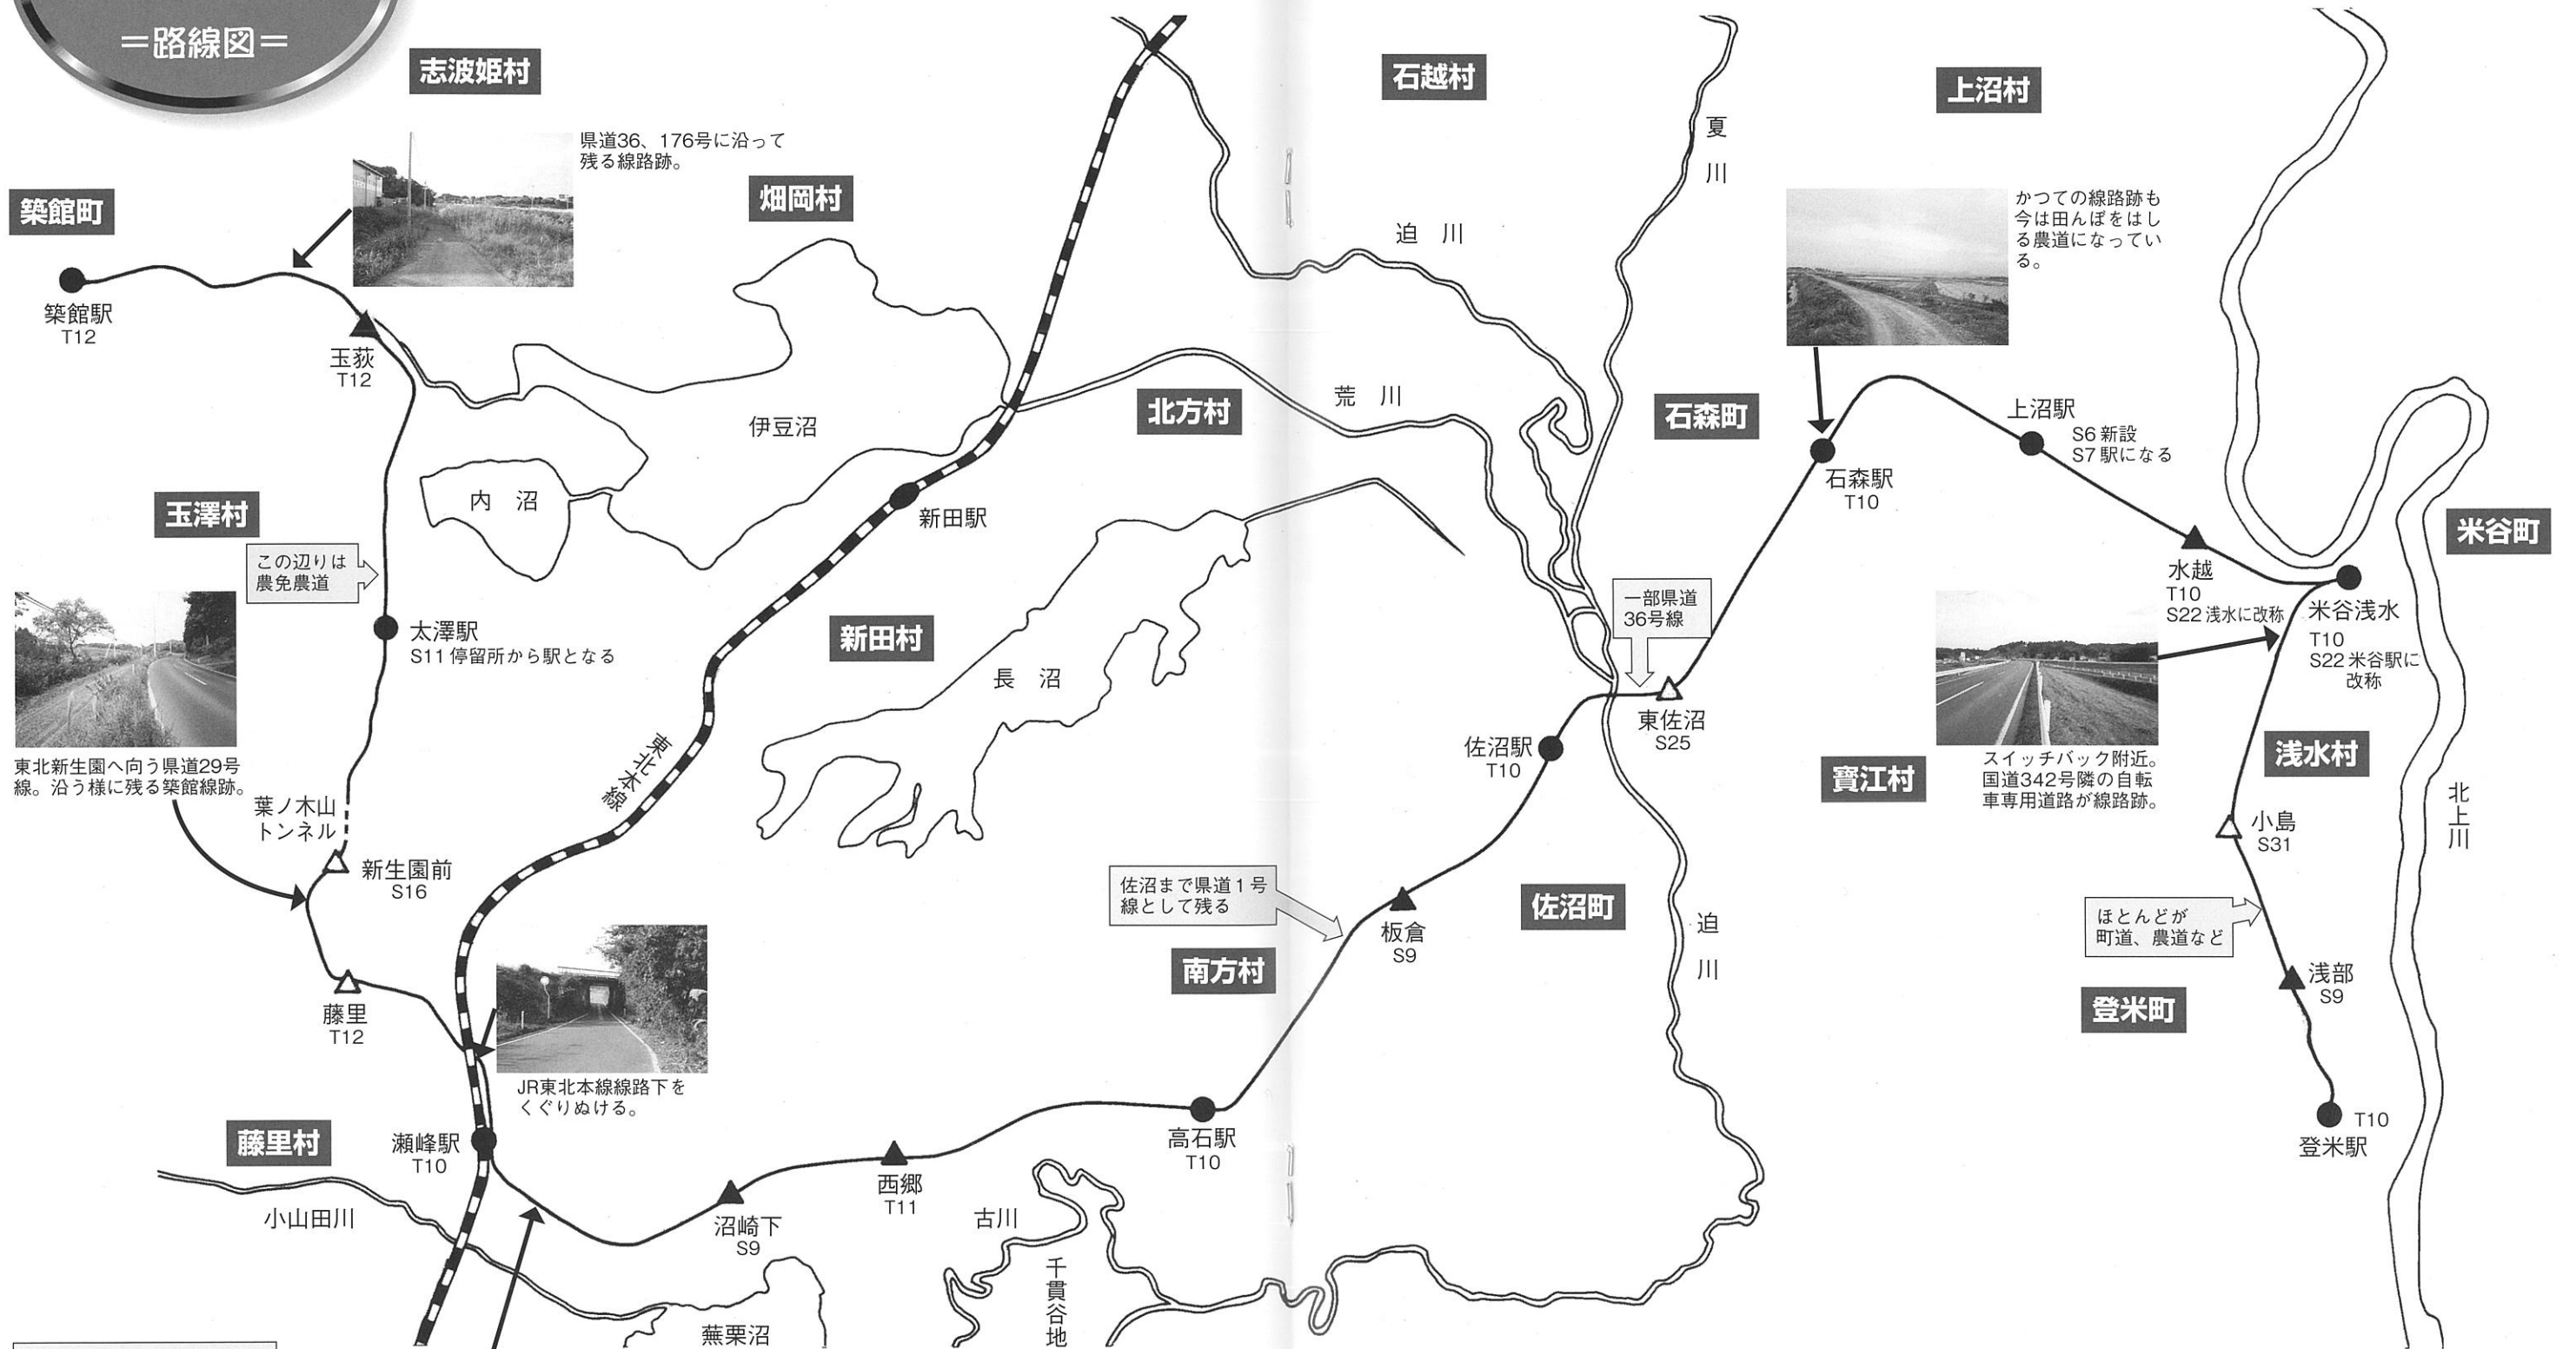 ＝路線図＝
志波姫村
石越村
上沼村
県道36、176号に沿って
残る線路跡。
夏川
築館町
畑岡村
かつての線路跡も
今は田んぼをはし
る農道になってい
る。
迫川
築館駅
T12
玉荻
T12
伊豆沼
北方村
荒川
石森町
上沼駅
S6 新設
S7 駅になる
石森駅
T10
内沼
新田駅
玉澤村
米谷町
この辺りは
農免農道
水越
T10
S22 浅水に改称
米谷浅水
T10
S22 米谷駅に
改称
一部県道
36号線
太澤駅
S11 停留所から駅となる
新田村
長沼
東佐沼
S25
佐沼駅
T10
東北本線
東北新生園へ向う県道29号
線。沿う様に残る築館線跡。
スイッチバック附近。
国道342号隣の自転
車専用道路が線路跡。
寶江村
浅水村
北上川
葉ノ木山
トンネル
小島
S31
新生園前
S16
佐沼まで県道１号
線として残る
板倉
S9
佐沼町
迫川
ほとんどが
町道、農道など
南方村
浅部
S9
登米町
藤里
T12
JR東北本線線路下を
くぐりぬける。
藤里村
瀬峰駅
T10
高石駅
T10
T10
登米駅
西郷
T11
小山田川
沼崎下
S9
古川
千貫谷地
蕪栗沼